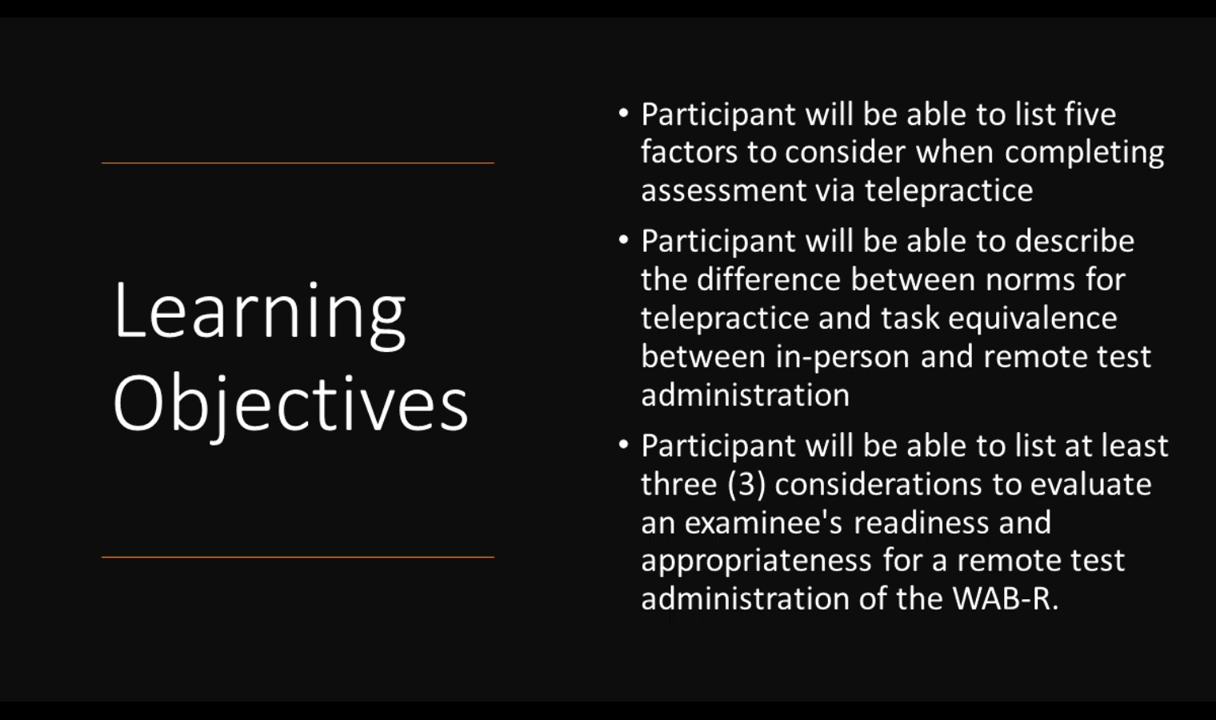 Learning
Objectives
• Participant will be able to list five
factors to consider when completing
assessment via telepractice
• Participant will be able to describe
the difference between norms for
telepractice and task equivalence
between in-person and remote test
administration
• Participant will be able to list at least
three (3) considerations to evaluate
an examinee's readiness and
appropriateness for a remote test
administration of the WAB-R.